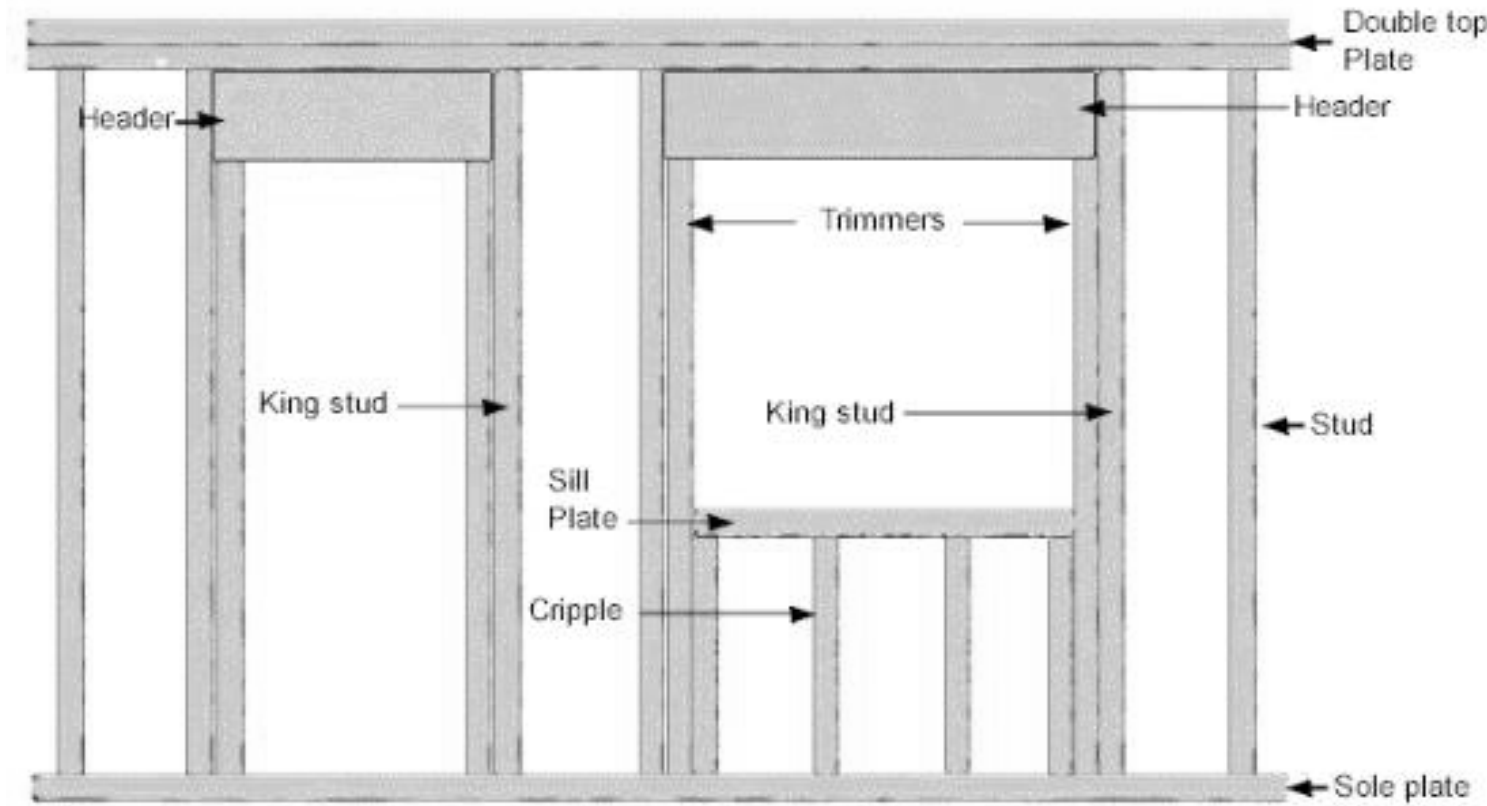 Double top
Plate
Header
Header
Trimmers
King stud
King stud
Stud
Sill
Plate
Cripple
Sole plate